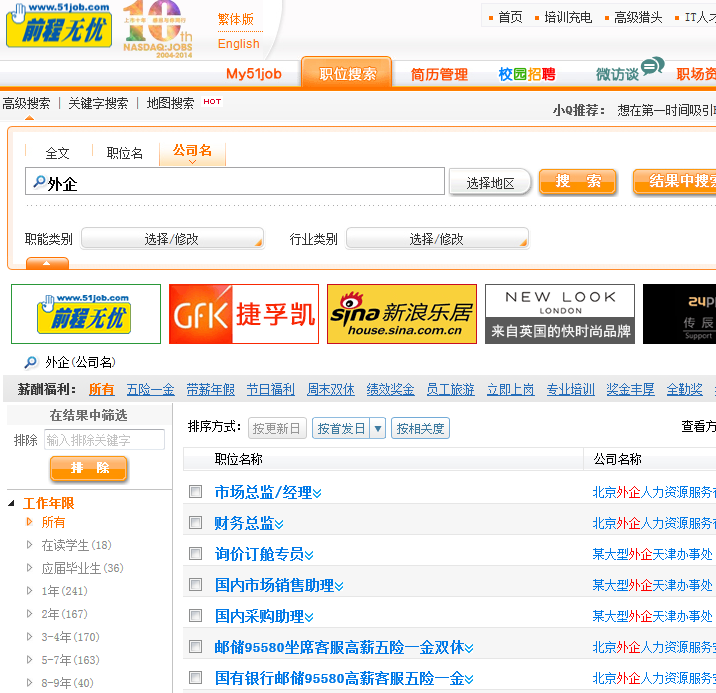 www.51job.com
前程无忧
10th
上市十年 感恩与你同行
NASDAQ:JOBS
2004-2014
繁体版
English
首页 培训充电 高级猎头 IT人才
My51job 职位搜索 简历管理 校园招聘 微访谈 职场资
高级搜索 | 关键字搜索 | 地图搜索 HOT
小Q推荐： 想在第一时间吸引
全文 职位名 公司名
外企 选择地区 搜 索 结果中搜索
职能类别 选择/修改 行业类别 选择/修改
www.51job.com
前程无忧
GFK 捷孚凯
sina 新浪乐居
house.sina.com.cn
NEW LOOK
LONDON
来自英国的快时尚品牌
24P
传 辰
Support
外企(公司名)
薪酬福利： 所有 五险一金 带薪年假 节日福利 周末双休 绩效奖金 员工旅游 立即上岗 专业培训 奖金丰厚 全勤奖
在结果中筛选
排除 输入排除关键字
排 除
工作年限
所有
在读学生(18)
应届毕业生(36)
1年(241)
2年(167)
3-4年(170)
5-7年(163)
8-9年(40)
排序方式： 按更新日 按首发日 按相关度 查看方
职位名称 公司名称
市场总监/经理 北京外企人力资源服务有
财务总监 北京外企人力资源服务有
询价订舱专员 某大型外企天津办事处
国内市场销售助理 某大型外企天津办事处
国内采购助理 某大型外企天津办事处
邮储95580坐席客服高薪五险一金双休 北京外企人力资源服务安
国有银行邮储95580高薪客服五险一金 北京外企人力资源服务安